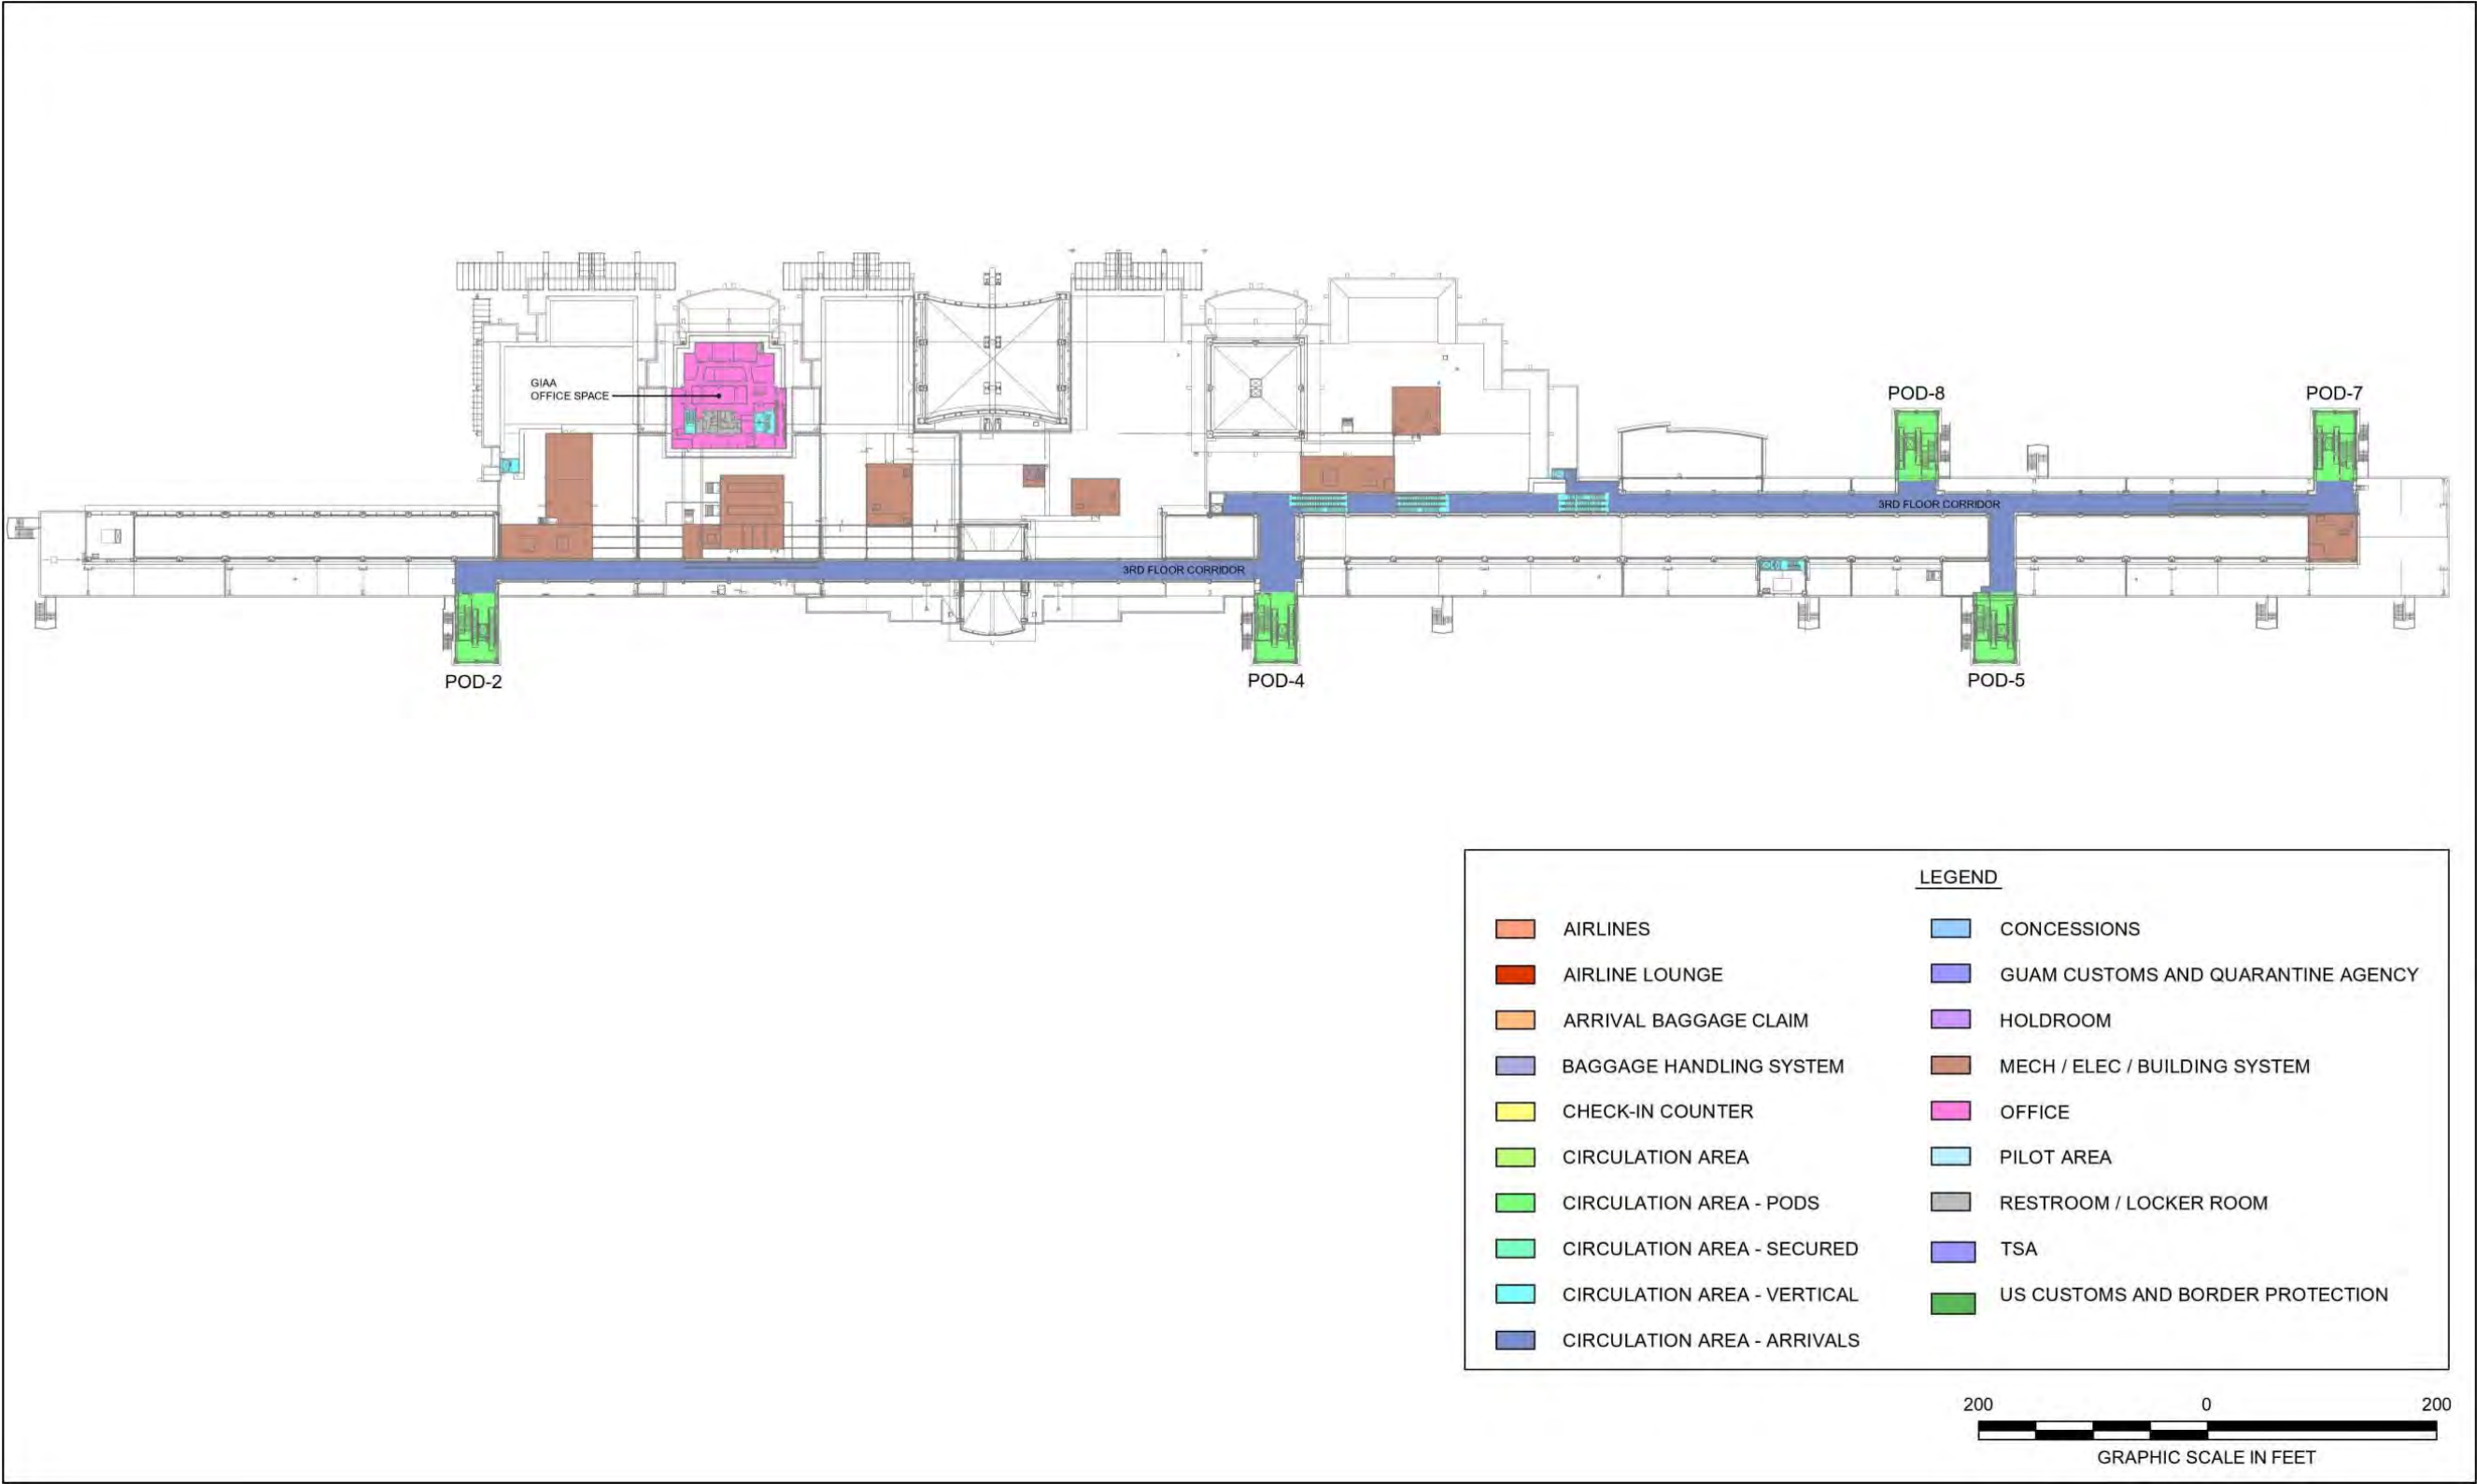 GIAA
OFFICE SPACE
POD-8
POD-7
3RD FLOOR CORRIDOR
3RD FLOOR CORRIDOR
POD-2
POD-4
POD-5
LEGEND
AIRLINES
AIRLINE LOUNGE
ARRIVAL BAGGAGE CLAIM
BAGGAGE HANDLING SYSTEM
CHECK-IN COUNTER
CIRCULATION AREA
CIRCULATION AREA - PODS
CIRCULATION AREA - SECURED
CIRCULATION AREA - VERTICAL
CIRCULATION AREA - ARRIVALS
CONCESSIONS
GUAM CUSTOMS AND QUARANTINE AGENCY
HOLDROOM
MECH / ELEC / BUILDING SYSTEM
OFFICE
PILOT AREA
RESTROOM / LOCKER ROOM
TSA
US CUSTOMS AND BORDER PROTECTION
200 0 200
GRAPHIC SCALE IN FEET